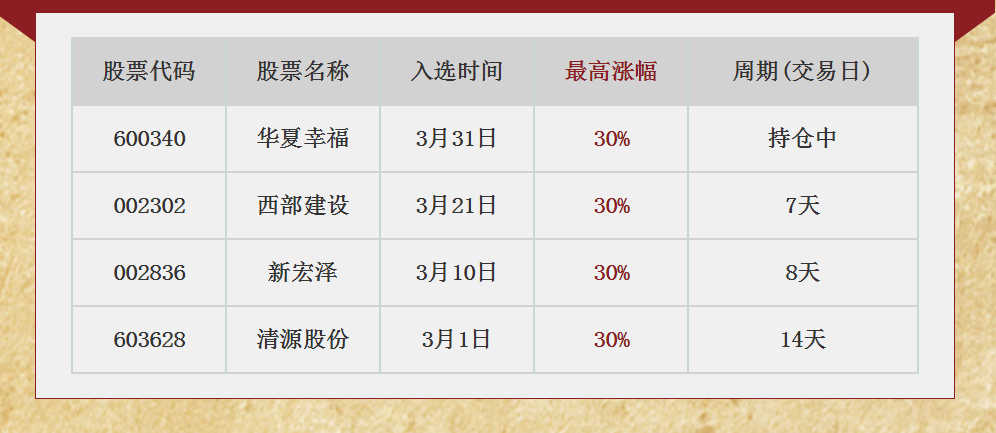 股票代码 股票名称 入选时间 最高涨幅 周期(交易日)
600340 华夏幸福 3月31日 30% 持仓中
002302 西部建设 3月21日 30% 7天
002836 新宏泽 3月10日 30% 8天
603628 清源股份 3月1日 30% 14天